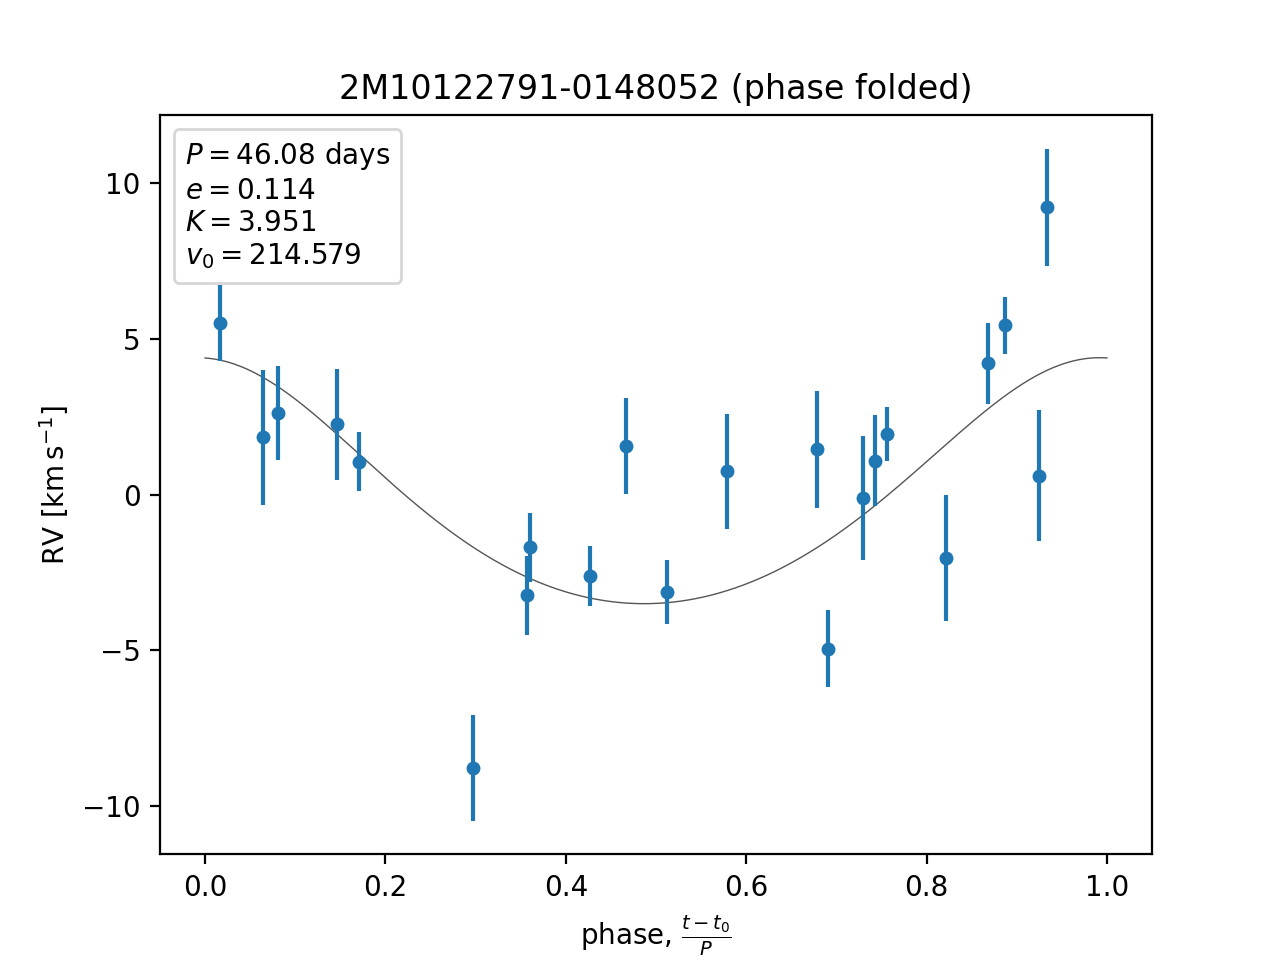 2M10122791-0148052 (phase folded)
P = 46.08 days
e = 0.114
K = 3.951
v₀ = 214.579
10
5
0
−5
−10
RV [km s⁻¹]
0.0 0.2 0.4 0.6 0.8 1.0
phase, (t − t₀)/P